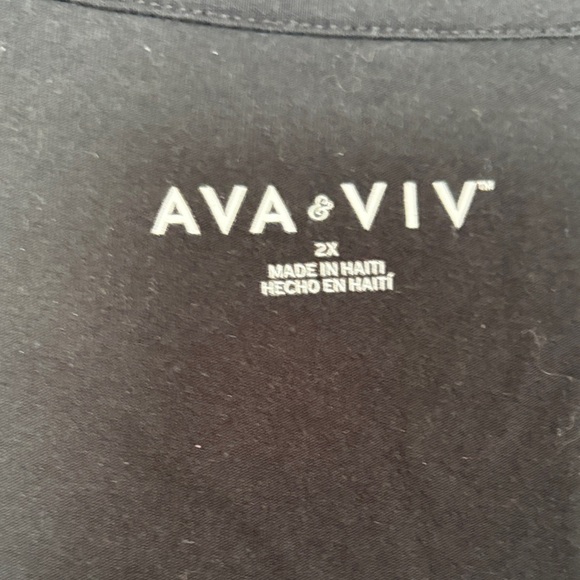 AVA & VIV™
2X
MADE IN HAITI
HECHO EN HAITÍ